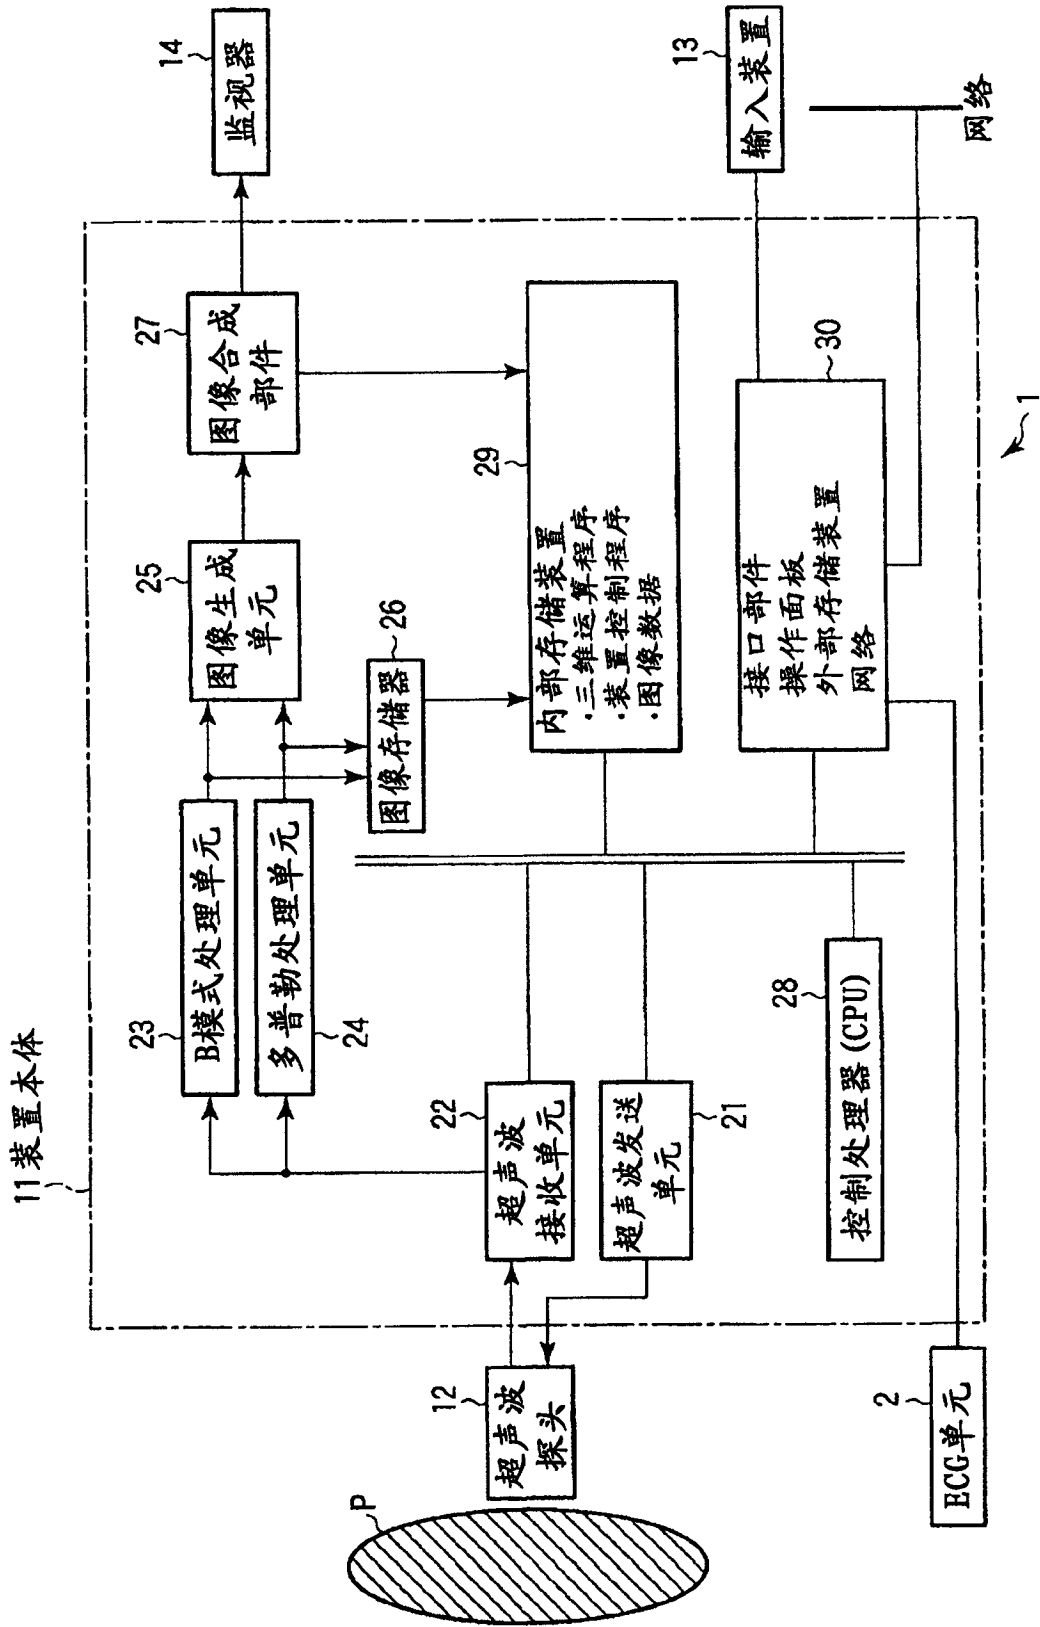 11装置本体
14
监视器
27
图像合成
部件
25
图像生成
单元
26
图像存储器
23
B模式处理单元
24
多普勒处理单元
22
超声波
接收单元
21
超声波发送
单元
12
超声波
探头
P
29
内部存储装置
·三维运算程序
·装置控制程序
·图像数据
30
接口部件
操作面板
外部存储装置
网络
13
输入装置
网络
28
控制处理器(CPU)
2
ECG单元
1